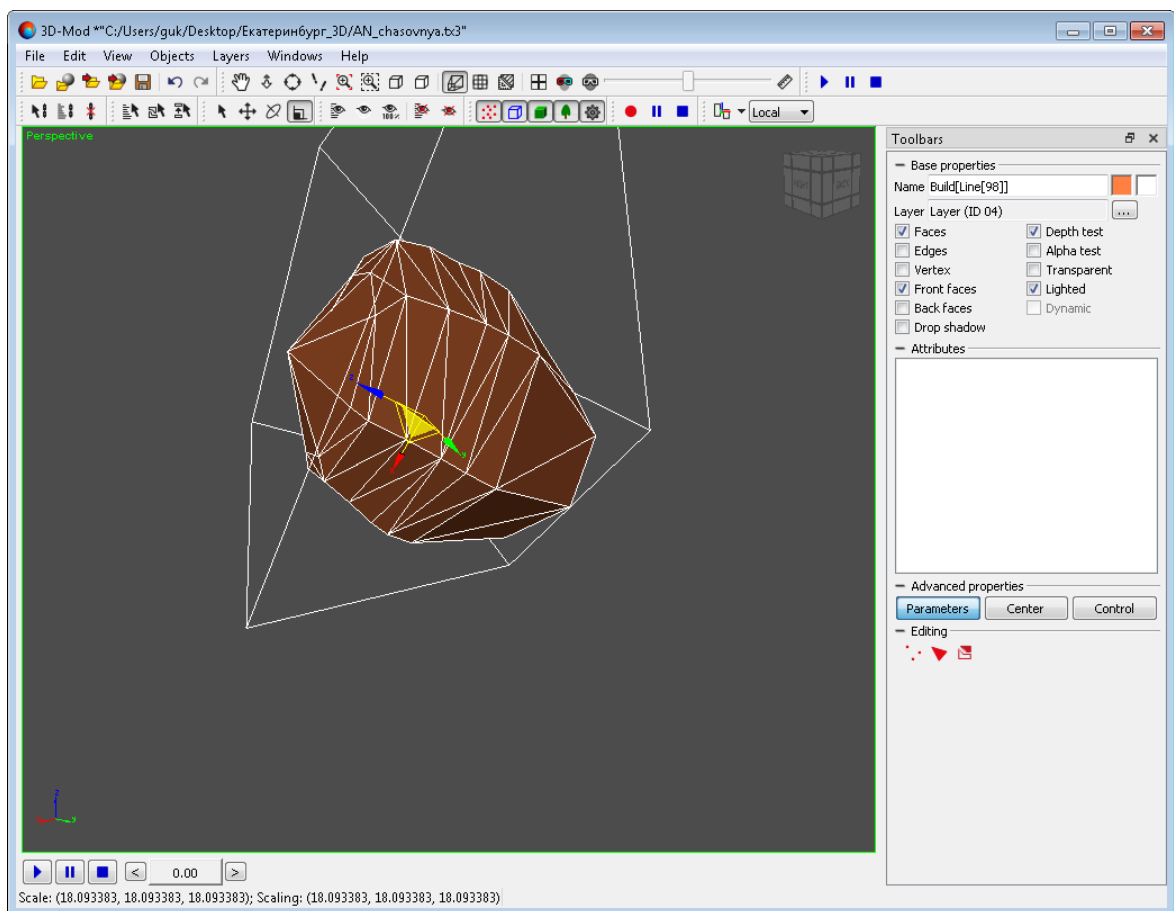 3D-Mod *"C:/Users/guk/Desktop/Екатеринбург_3D/AN_chasovnya.tx3"
File Edit View Objects Layers Windows Help
100%
Local
Perspective
Toolbars
Base properties
Name Build[Line[98]]
Layer Layer (ID 04)
...
Faces Depth test
Edges Alpha test
Vertex Transparent
Front faces Lighted
Back faces Dynamic
Drop shadow
Attributes
z
y
Advanced properties
Parameters Center Control
Editing
z
y
< 0.00 >
Scale: (18.093383, 18.093383, 18.093383); Scaling: (18.093383, 18.093383, 18.093383)